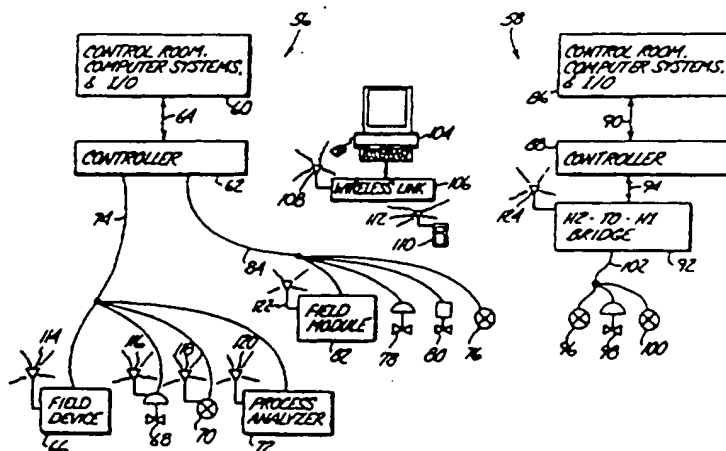 56
58
CONTROL ROOM,
COMPUTER SYSTEMS,
& I/O
60
64
CONTROLLER
62
74
84
104
108
WIRELESS LINK
106
112
110
CONTROL ROOM,
COMPUTER SYSTEMS,
& I/O
86
90
CONTROLLER
88
94
124
H2-TO-H1
BRIDGE
92
102
96
98
100
122
FIELD
MODULE
82
78
80
76
114
116
118
120
FIELD
DEVICE
66
68
70
PROCESS
ANALYZER
72